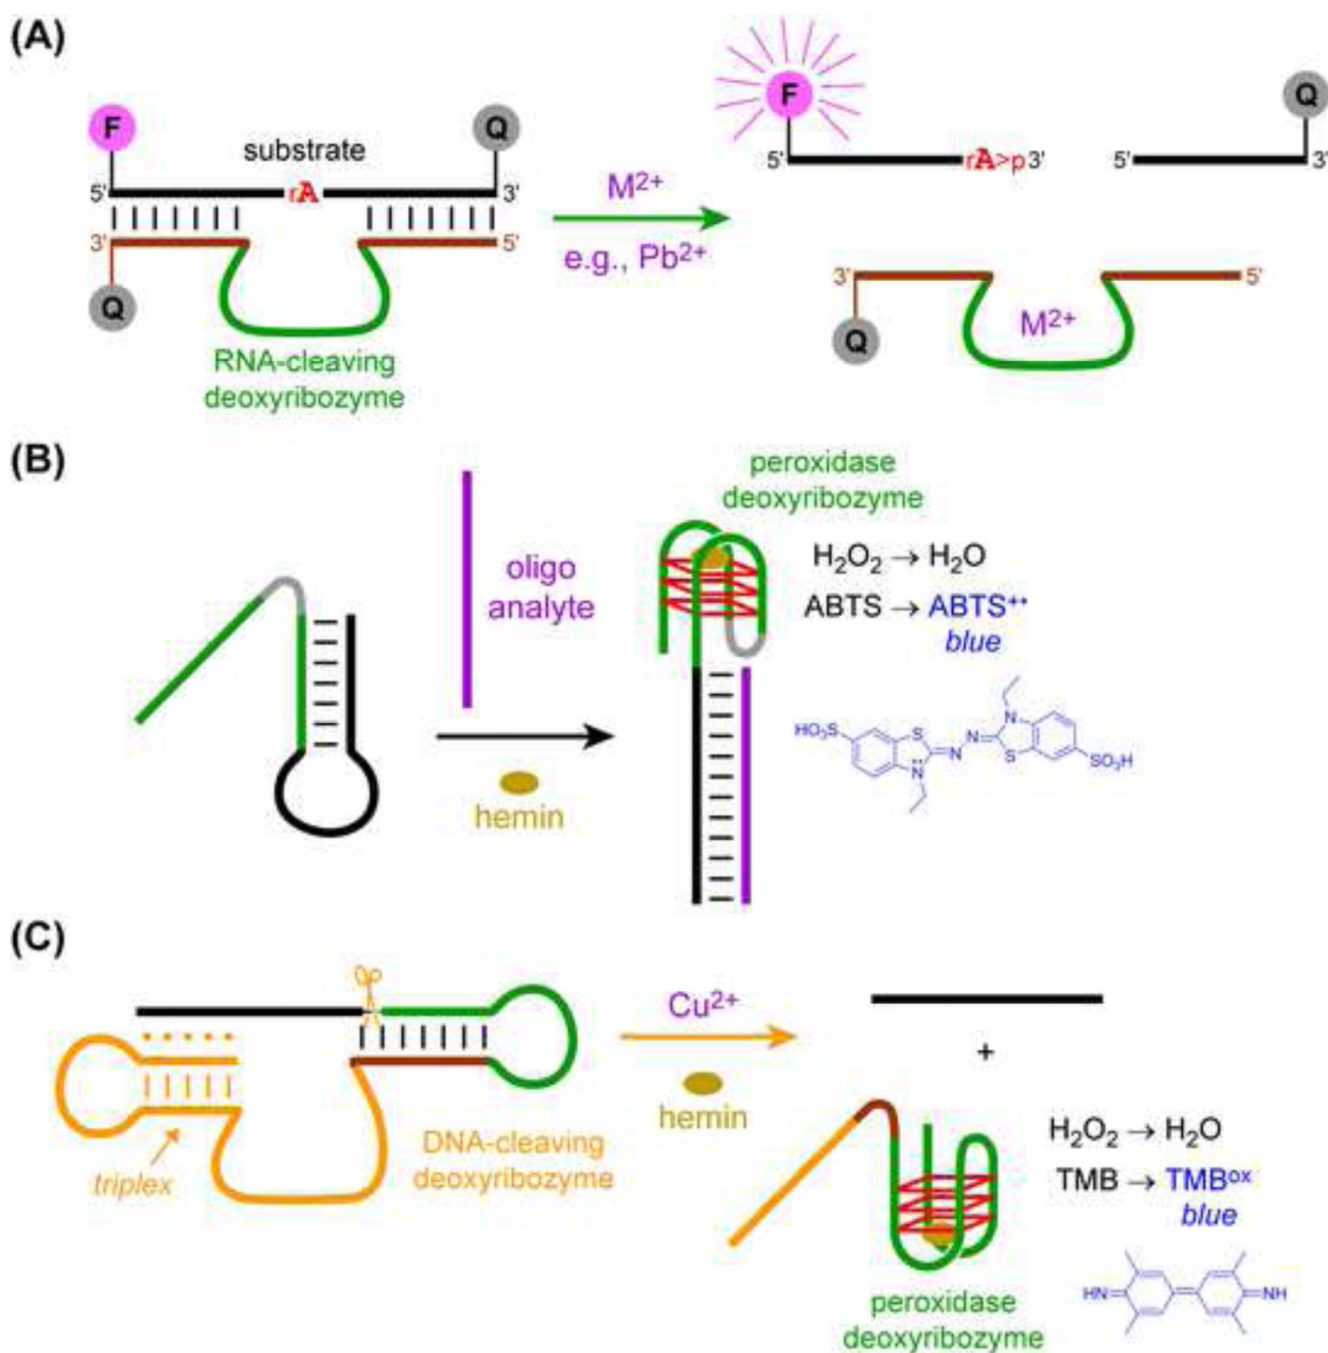 (A)
F
Q
substrate
5'
rA
3'
3'
5'
Q
RNA-cleaving
deoxyribozyme
M²⁺
e.g., Pb²⁺
F
Q
5'
rA>p
3'
5'
3'
3'
5'
Q
M²⁺
(B)
oligo
analyte
hemin
peroxidase
deoxyribozyme
H₂O₂ → H₂O
ABTS → ABTS⁺•
blue
HO₃S
S
N
N
N
N
S
SO₃H
(C)
triplex
DNA-cleaving
deoxyribozyme
Cu²⁺
hemin
+
peroxidase
deoxyribozyme
H₂O₂ → H₂O
TMB → TMBᵒˣ
blue
HN
NH